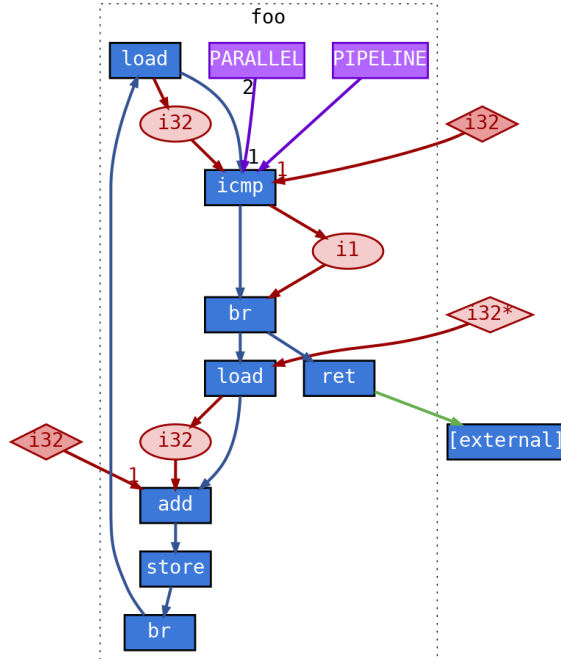 foo
load
PARALLEL
PIPELINE
2
i32
i32
1
1
icmp
i1
br
i32*
load
ret
i32
i32
[external]
1
add
store
br